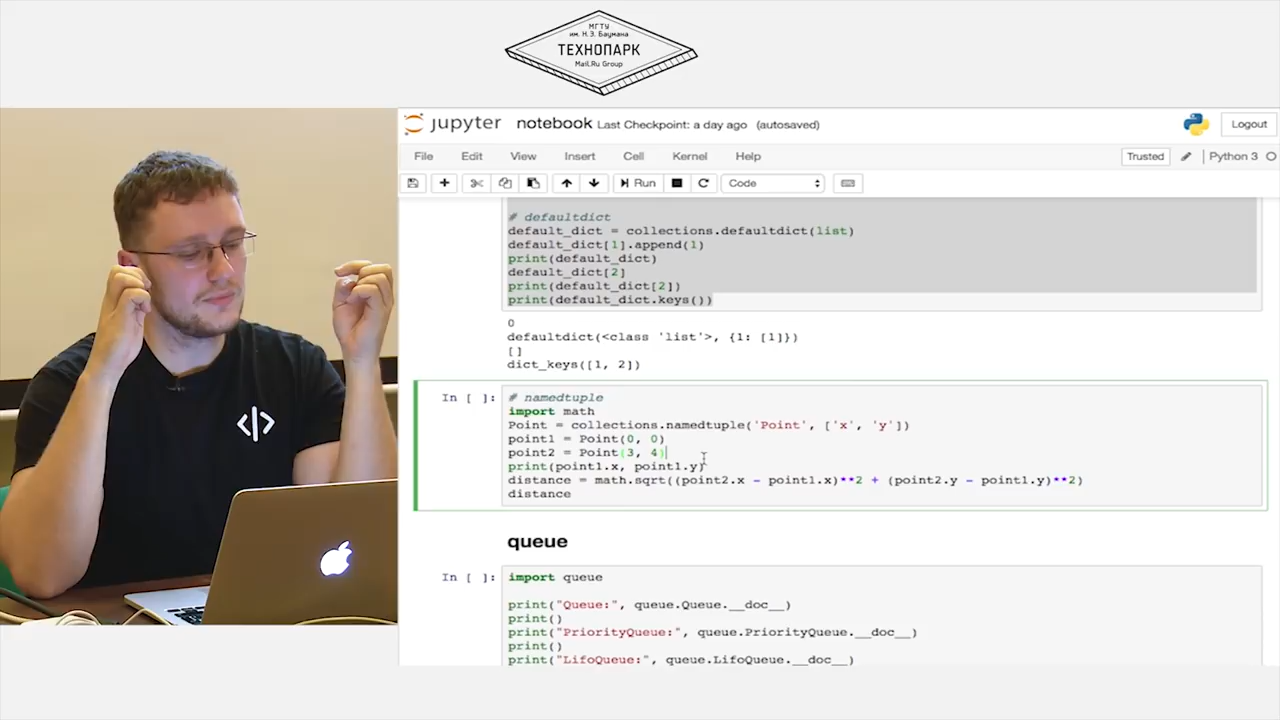 МГТУ
им. Н.Э. Баумана
ТЕХНОПАРК
Mail.Ru Group
jupyter notebook Last Checkpoint: a day ago (autosaved)
Logout
File Edit View Insert Cell Kernel Help
Trusted Python 3
Run Code
# defaultdict
default_dict = collections.defaultdict(list)
default_dict[1].append(1)
print(default_dict)
default_dict[2]
print(default_dict[2])
print(default_dict.keys())
0
defaultdict(<class 'list'>, {1: [1]})
[]
dict_keys([1, 2])
In [ ]:
# namedtuple
import math
Point = collections.namedtuple('Point', ['x', 'y'])
point1 = Point(0, 0)
point2 = Point(3, 4)
print(point1.x, point1.y)
distance = math.sqrt((point2.x - point1.x)**2 + (point2.y - point1.y)**2)
distance
queue
In [ ]:
import queue
print("Queue:", queue.Queue.__doc__)
print()
print("PriorityQueue:", queue.PriorityQueue.__doc__)
print()
print("LifoQueue:", queue.LifoQueue.__doc__)